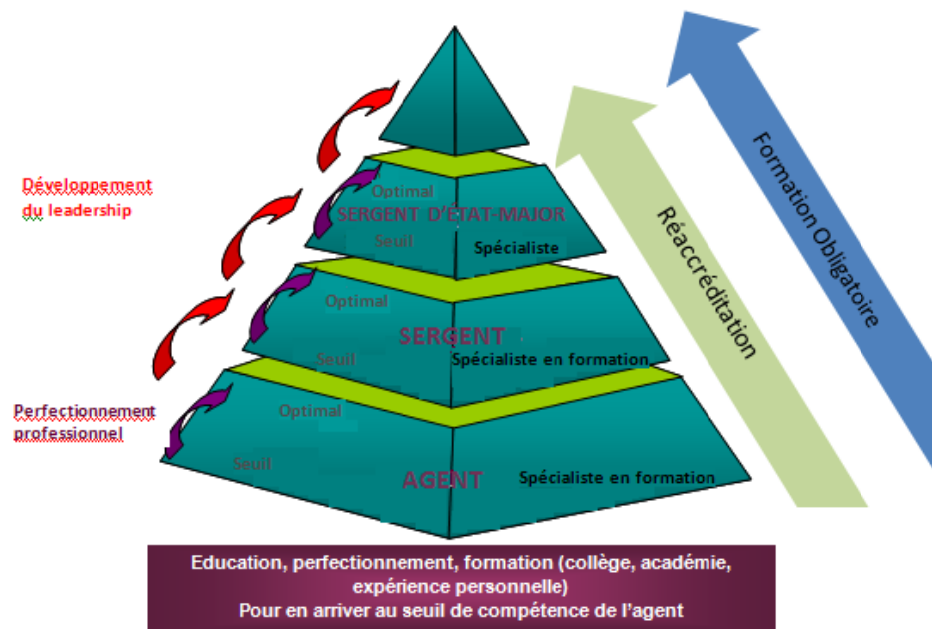 Développement
du leadership
Optimal
SERGENT D'ÉTAT-MAJOR
Seuil
Spécialiste
Optimal
SERGENT
Seuil
Spécialiste en formation
Perfectionnement
professionnel
Optimal
Seuil
AGENT
Spécialiste en formation
Réaccréditation
Formation Obligatoire
Education, perfectionnement, formation (collège, académie,
expérience personnelle)
Pour en arriver au seuil de compétence de l'agent